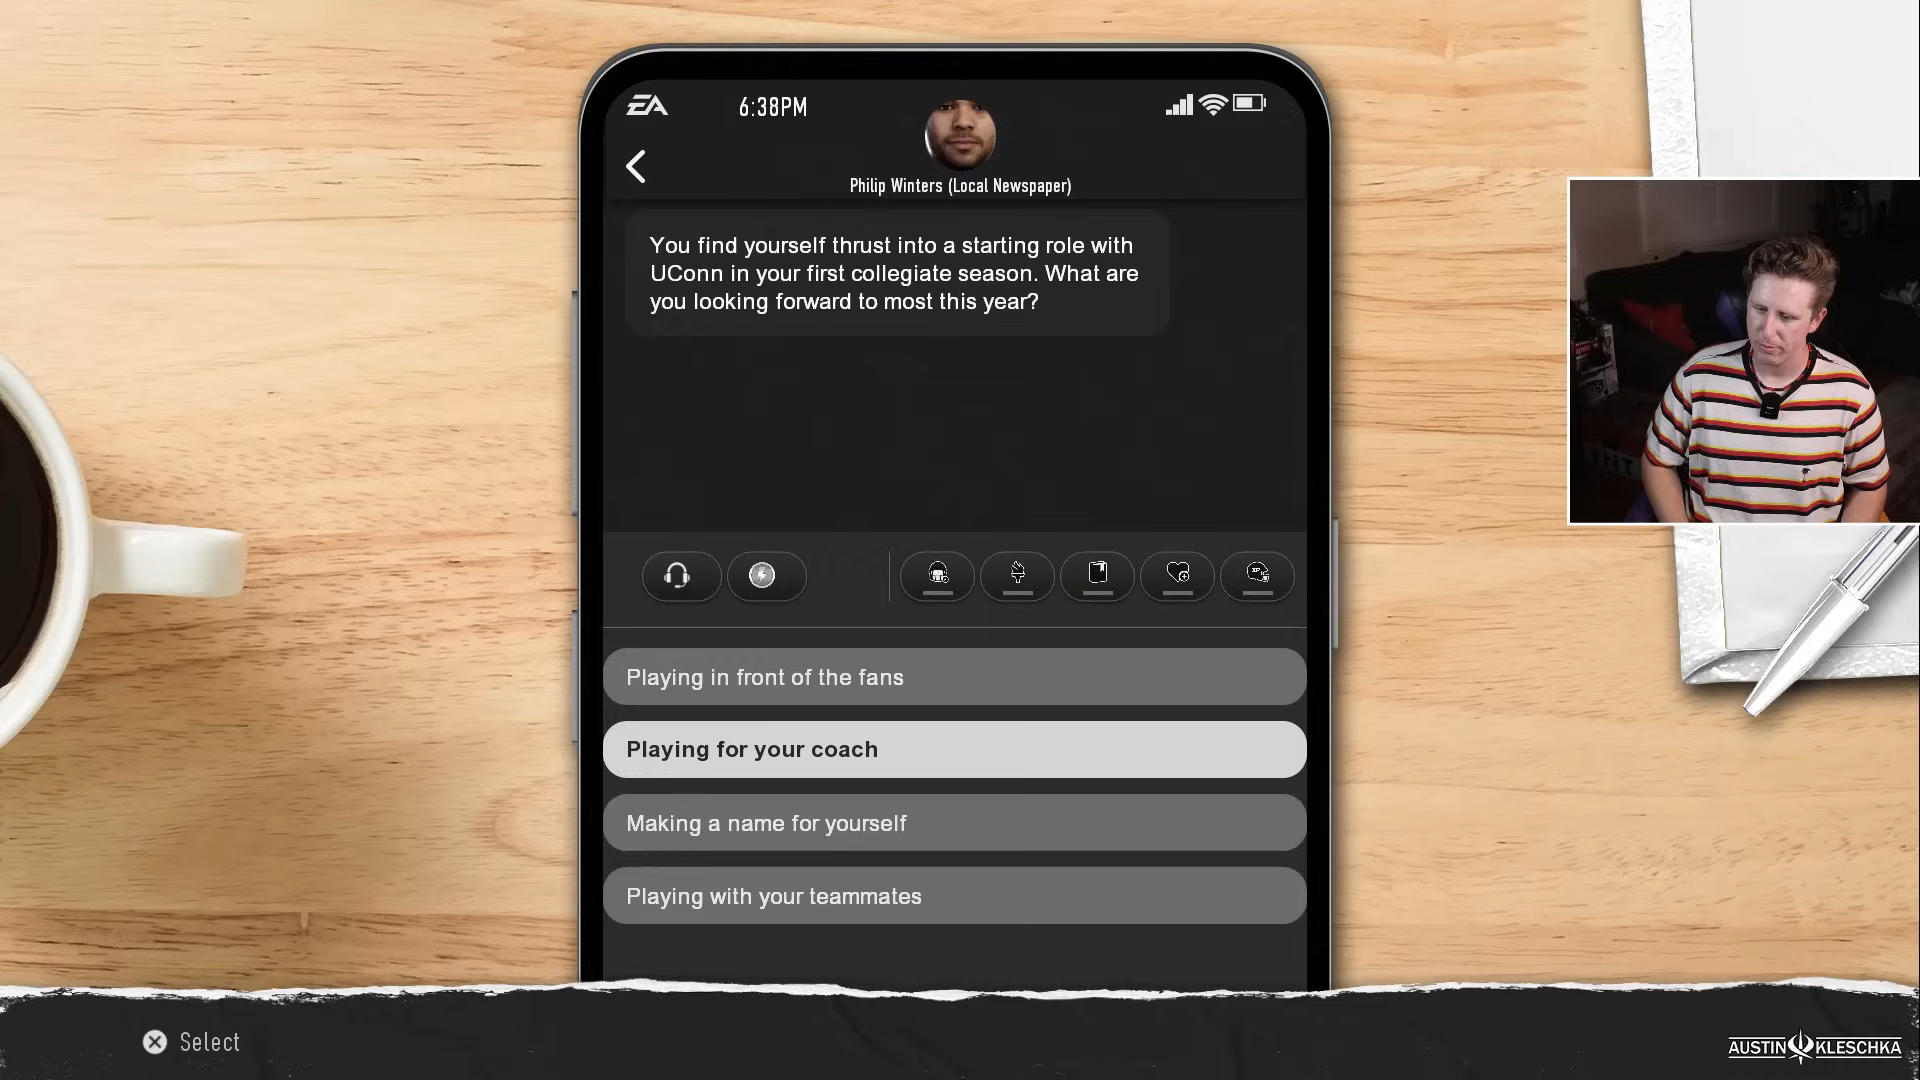 EA
6:38PM
Philip Winters (Local Newspaper)
You find yourself thrust into a starting role with
UConn in your first collegiate season. What are
you looking forward to most this year?
XP
Playing in front of the fans
Playing for your coach
Making a name for yourself
Playing with your teammates
Select
AUSTIN KLESCHKA